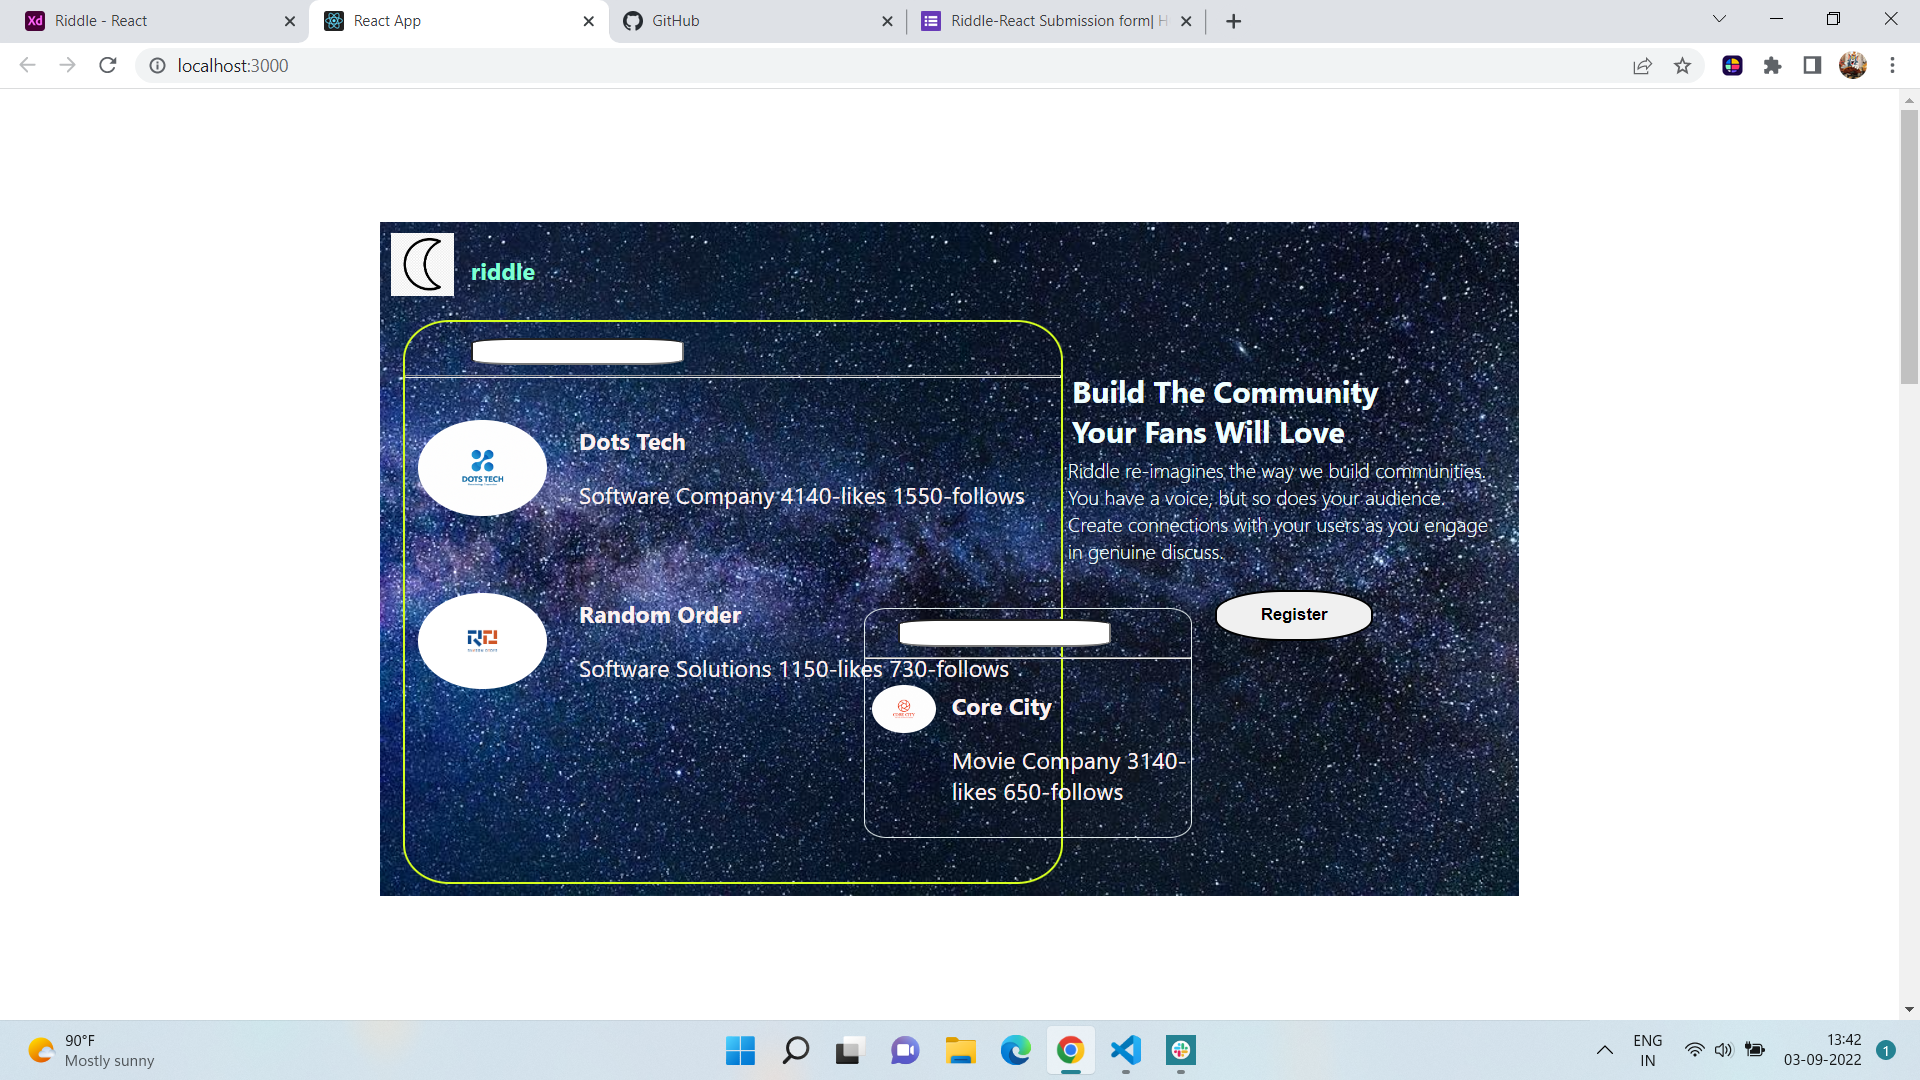 Riddle - React
React App
GitHub
Riddle-React Submission form| H
localhost:3000
riddle
Build The Community
Your Fans Will Love
Riddle re-imagines the way we build communities.
You have a voice, but so does your audience.
Create connections with your users as you engage
in genuine discuss.
Register
DOTS TECH
Dots Tech
Software Company 4140-likes 1550-follows
Random Order
Software Solutions 1150-likes 730-follows
CORE CITY
Core City
Movie Company 3140-
likes 650-follows
90°F
Mostly sunny
ENG
IN
13:42
03-09-2022
1